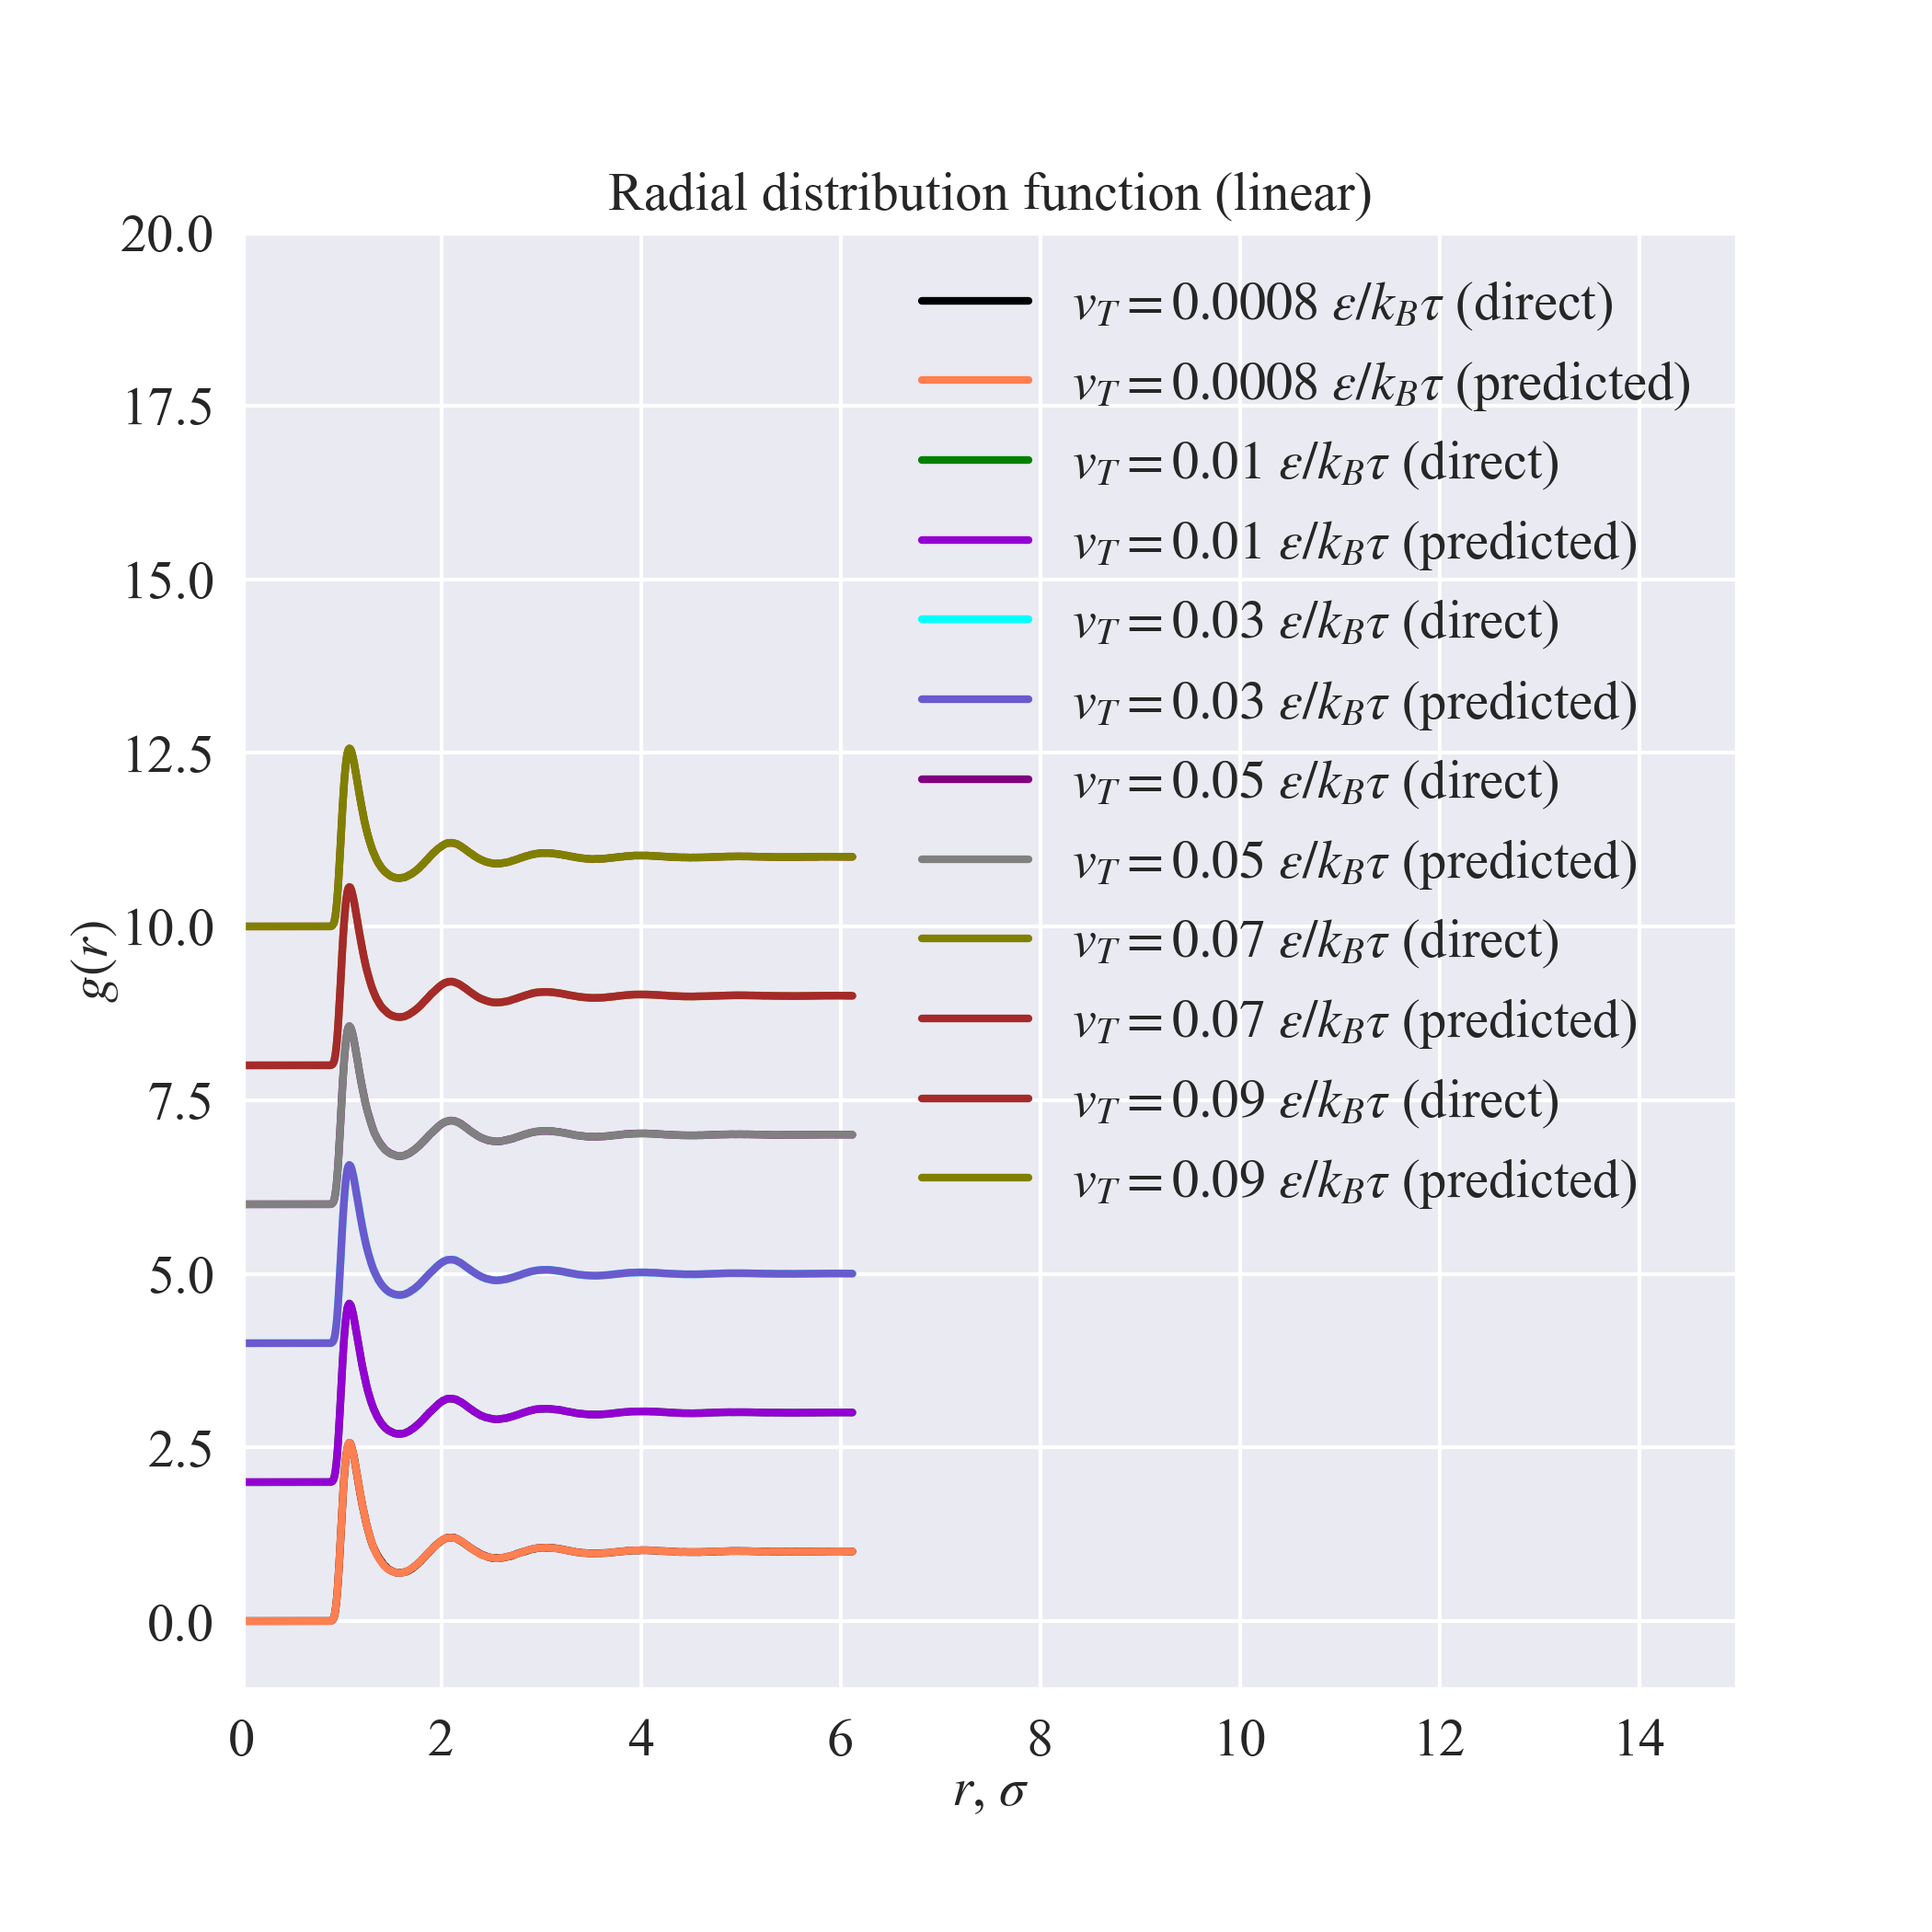 Radial distribution function (linear)
20.0
17.5
15.0
12.5
10.0
7.5
5.0
2.5
0.0
g(r)
v_T = 0.0008 ε/k_Bτ (direct)
v_T = 0.0008 ε/k_Bτ (predicted)
v_T = 0.01 ε/k_Bτ (direct)
v_T = 0.01 ε/k_Bτ (predicted)
v_T = 0.03 ε/k_Bτ (direct)
v_T = 0.03 ε/k_Bτ (predicted)
v_T = 0.05 ε/k_Bτ (direct)
v_T = 0.05 ε/k_Bτ (predicted)
v_T = 0.07 ε/k_Bτ (direct)
v_T = 0.07 ε/k_Bτ (predicted)
v_T = 0.09 ε/k_Bτ (direct)
v_T = 0.09 ε/k_Bτ (predicted)
0 2 4 6 8 10 12 14
r, σ